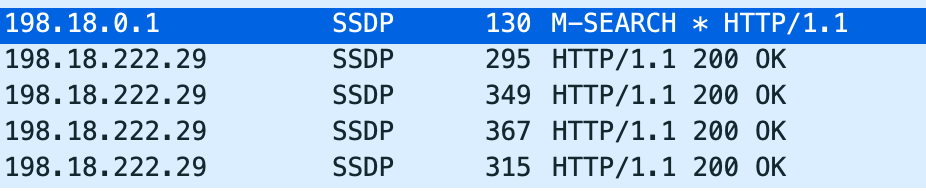 198.18.0.1 SSDP 130 M-SEARCH * HTTP/1.1
198.18.222.29 SSDP 295 HTTP/1.1 200 OK
198.18.222.29 SSDP 349 HTTP/1.1 200 OK
198.18.222.29 SSDP 367 HTTP/1.1 200 OK
198.18.222.29 SSDP 315 HTTP/1.1 200 OK